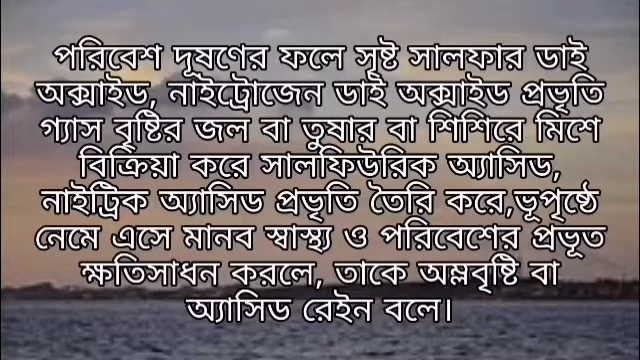 পরিবেশ দূষণের ফলে সৃষ্ট সালফার ডাই
অক্সাইড, নাইট্রোজেন ডাই অক্সাইড প্রভৃতি
গ্যাস বৃষ্টির জল বা তুষার বা শিশিরে মিশে
বিক্রিয়া করে সালফিউরিক অ্যাসিড,
নাইট্রিক অ্যাসিড প্রভৃতি তৈরি করে,ভূপৃষ্ঠে
নেমে এসে মানব স্বাস্থ্য ও পরিবেশের প্রভূত
ক্ষতিসাধন করলে, তাকে অম্লবৃষ্টি বা
অ্যাসিড রেইন বলে।